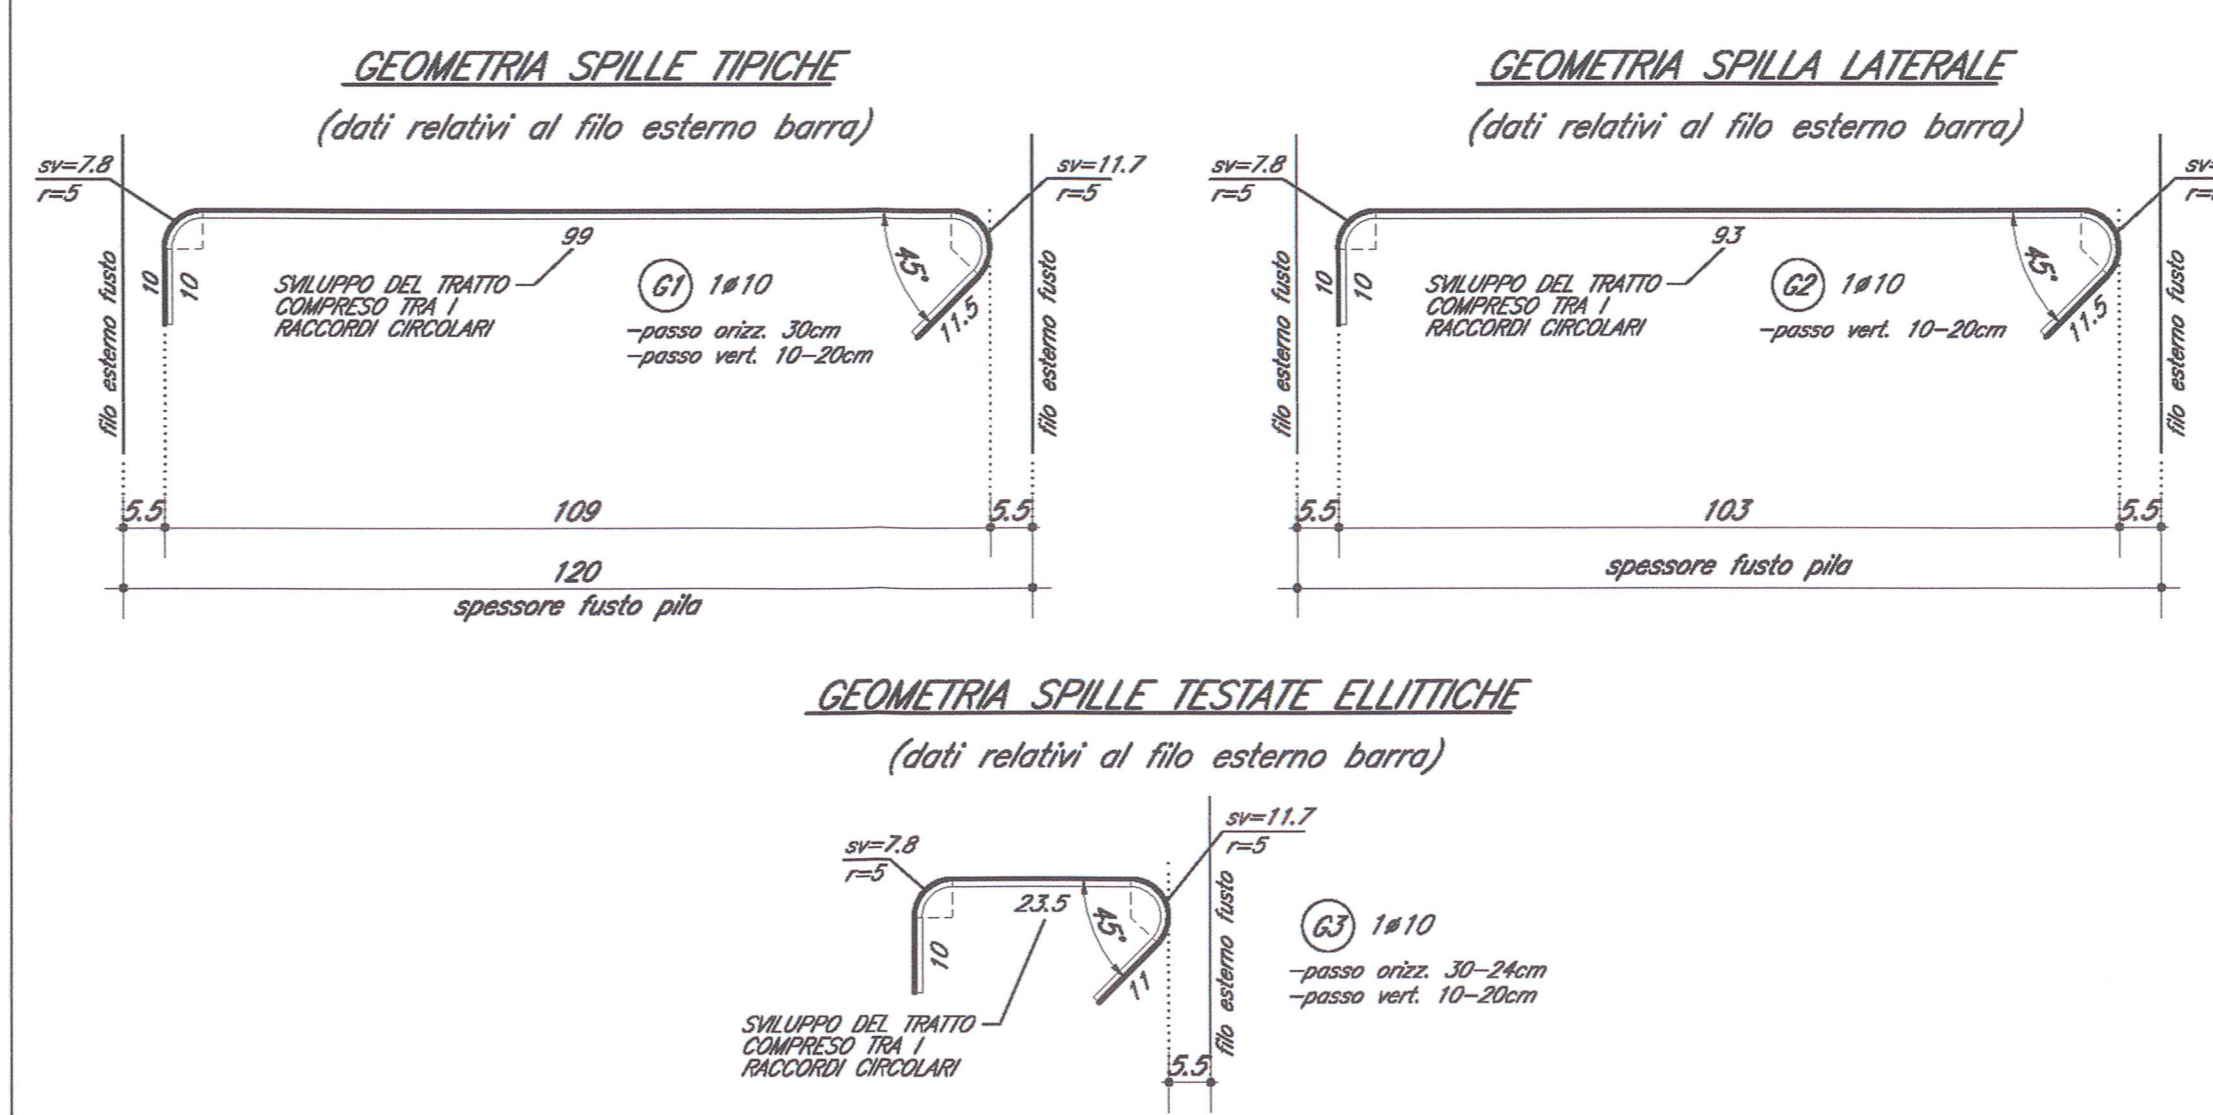 GEOMETRIA SPILLE TIPICHE
(dati relativi al filo esterno barra)
sv=7.8
r=5
sv=11.7
r=5
99
45°
10
10
SVILUPPO DEL TRATTO
COMPRESO TRA I
RACCORDI CIRCOLARI
G1 1ø10
-passo orizz. 30cm
-passo vert. 10-20cm
11.5
filo esterno fusto
filo esterno fusto
5.5
109
5.5
120
spessore fusto pila
GEOMETRIA SPILLA LATERALE
(dati relativi al filo esterno barra)
sv=7.8
r=5
sv=
93
45°
10
10
SVILUPPO DEL TRATTO
COMPRESO TRA I
RACCORDI CIRCOLARI
G2 1ø10
-passo vert. 10-20cm
11.5
filo esterno fusto
filo esterno fusto
5.5
103
5.5
spessore fusto pila
GEOMETRIA SPILLE TESTATE ELLITTICHE
(dati relativi al filo esterno barra)
sv=7.8
r=5
sv=11.7
r=5
23.5
45°
10
11
G3 1ø10
-passo orizz. 30-24cm
-passo vert. 10-20cm
SVILUPPO DEL TRATTO
COMPRESO TRA I
RACCORDI CIRCOLARI
filo esterno fusto
5.5